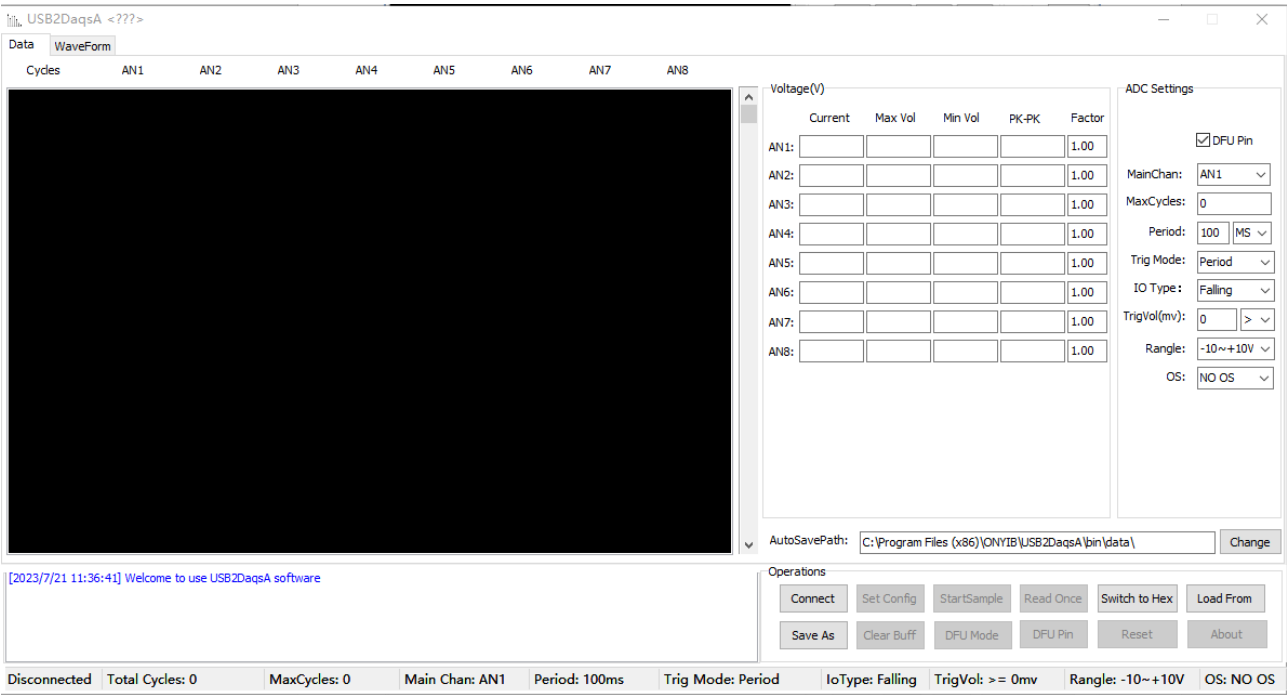 USB2DaqsA <???>
Data WaveForm
Cycles AN1 AN2 AN3 AN4 AN5 AN6 AN7 AN8
Voltage(V)
Current Max Vol Min Vol PK-PK Factor
AN1: 1.00
AN2: 1.00
AN3: 1.00
AN4: 1.00
AN5: 1.00
AN6: 1.00
AN7: 1.00
AN8: 1.00
ADC Settings
DFU Pin
MainChan: AN1
MaxCycles: 0
Period: 100 MS
Trig Mode: Period
IO Type: Falling
TrigVol(mv): 0 >
Rangle: -10~+10V
OS: NO OS
AutoSavePath: C:\Program Files (x86)\ONYIB\USB2DaqsA\bin\data\ Change
[2023/7/21 11:36:41] Welcome to use USB2DaqsA software
Operations
Connect Set Config StartSample Read Once Switch to Hex Load From
Save As Clear Buff DFU Mode DFU Pin Reset About
Disconnected Total Cycles: 0 MaxCycles: 0 Main Chan: AN1 Period: 100ms Trig Mode: Period IoType: Falling TrigVol: >= 0mv Rangle: -10~+10V OS: NO OS